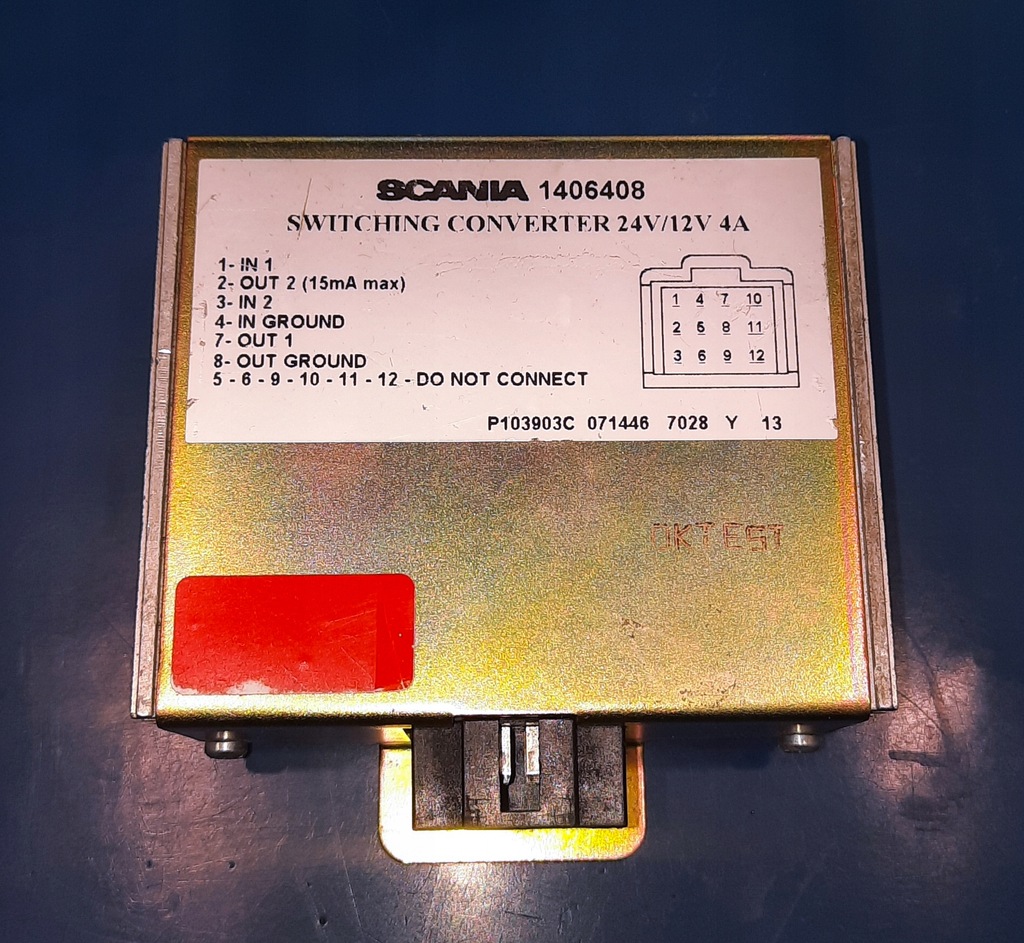 SCANIA 1406408
SWITCHING CONVERTER 24V/12V 4A
1- IN 1
2- OUT 2 (15mA max)
3- IN 2
4- IN GROUND
7- OUT 1
8- OUT GROUND
5 - 6 - 9 - 10 - 11 - 12 - DO NOT CONNECT
1 4 7 10
2 5 8 11
3 6 9 12
P103903C 071446 7028 Y 13
OKTEST